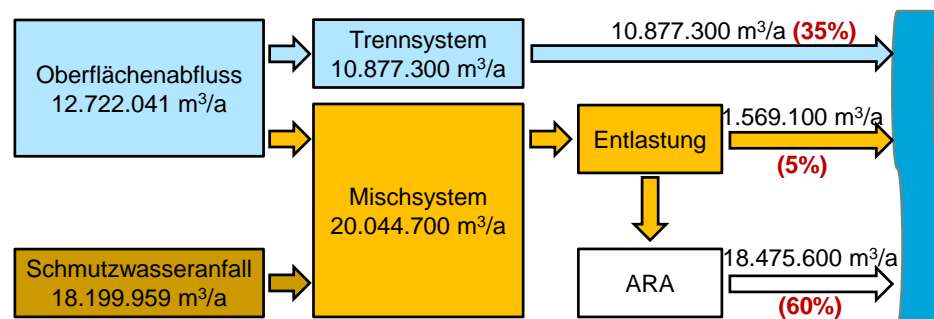 Oberflächenabfluss
12.722.041 m³/a
Trennsystem
10.877.300 m³/a
10.877.300 m³/a (35%)
Mischsystem
20.044.700 m³/a
Entlastung
1.569.100 m³/a
(5%)
Schmutzwasseranfall
18.199.959 m³/a
ARA
18.475.600 m³/a
(60%)